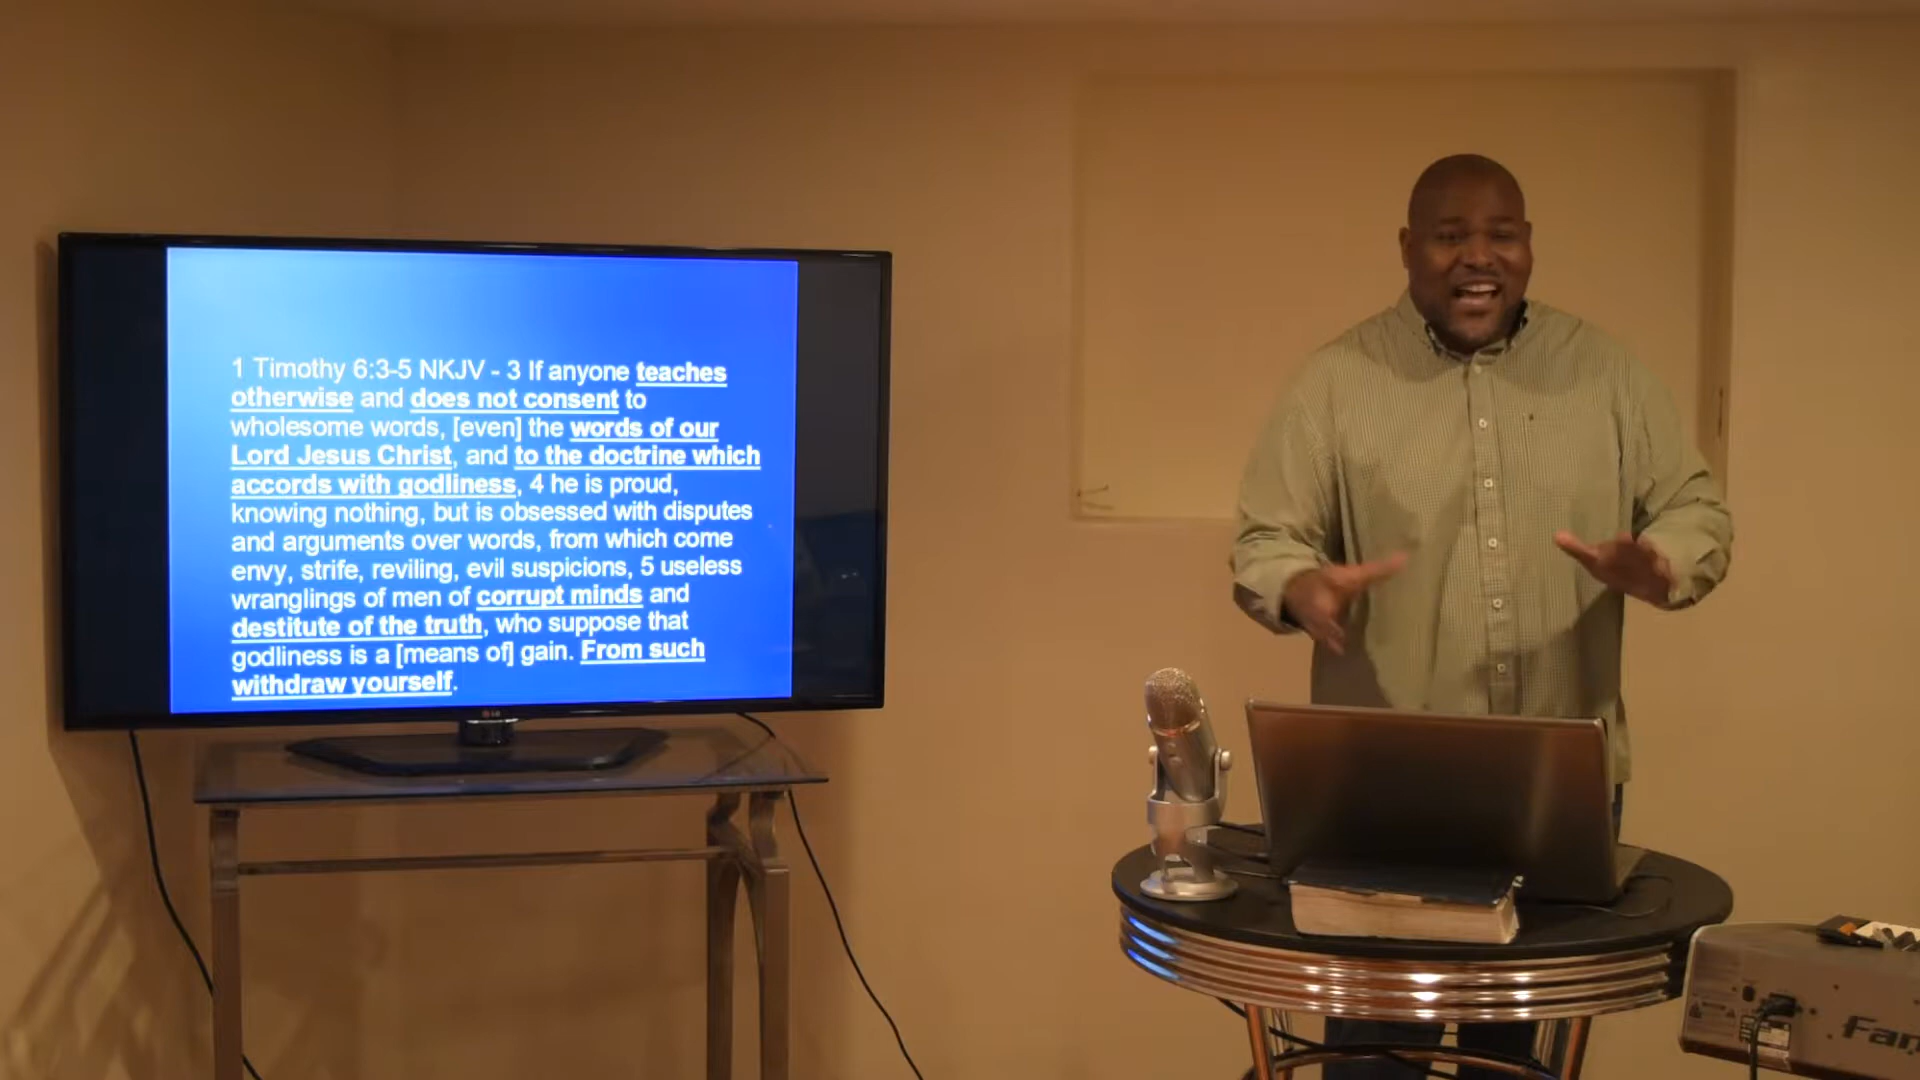 1 Timothy 6:3-5 NKJV - 3 If anyone teaches
otherwise and does not consent to
wholesome words, [even] the words of our
Lord Jesus Christ, and to the doctrine which
accords with godliness, 4 he is proud,
knowing nothing, but is obsessed with disputes
and arguments over words, from which come
envy, strife, reviling, evil suspicions, 5 useless
wranglings of men of corrupt minds and
destitute of the truth, who suppose that
godliness is a [means of] gain. From such
withdraw yourself.
LG
Fan